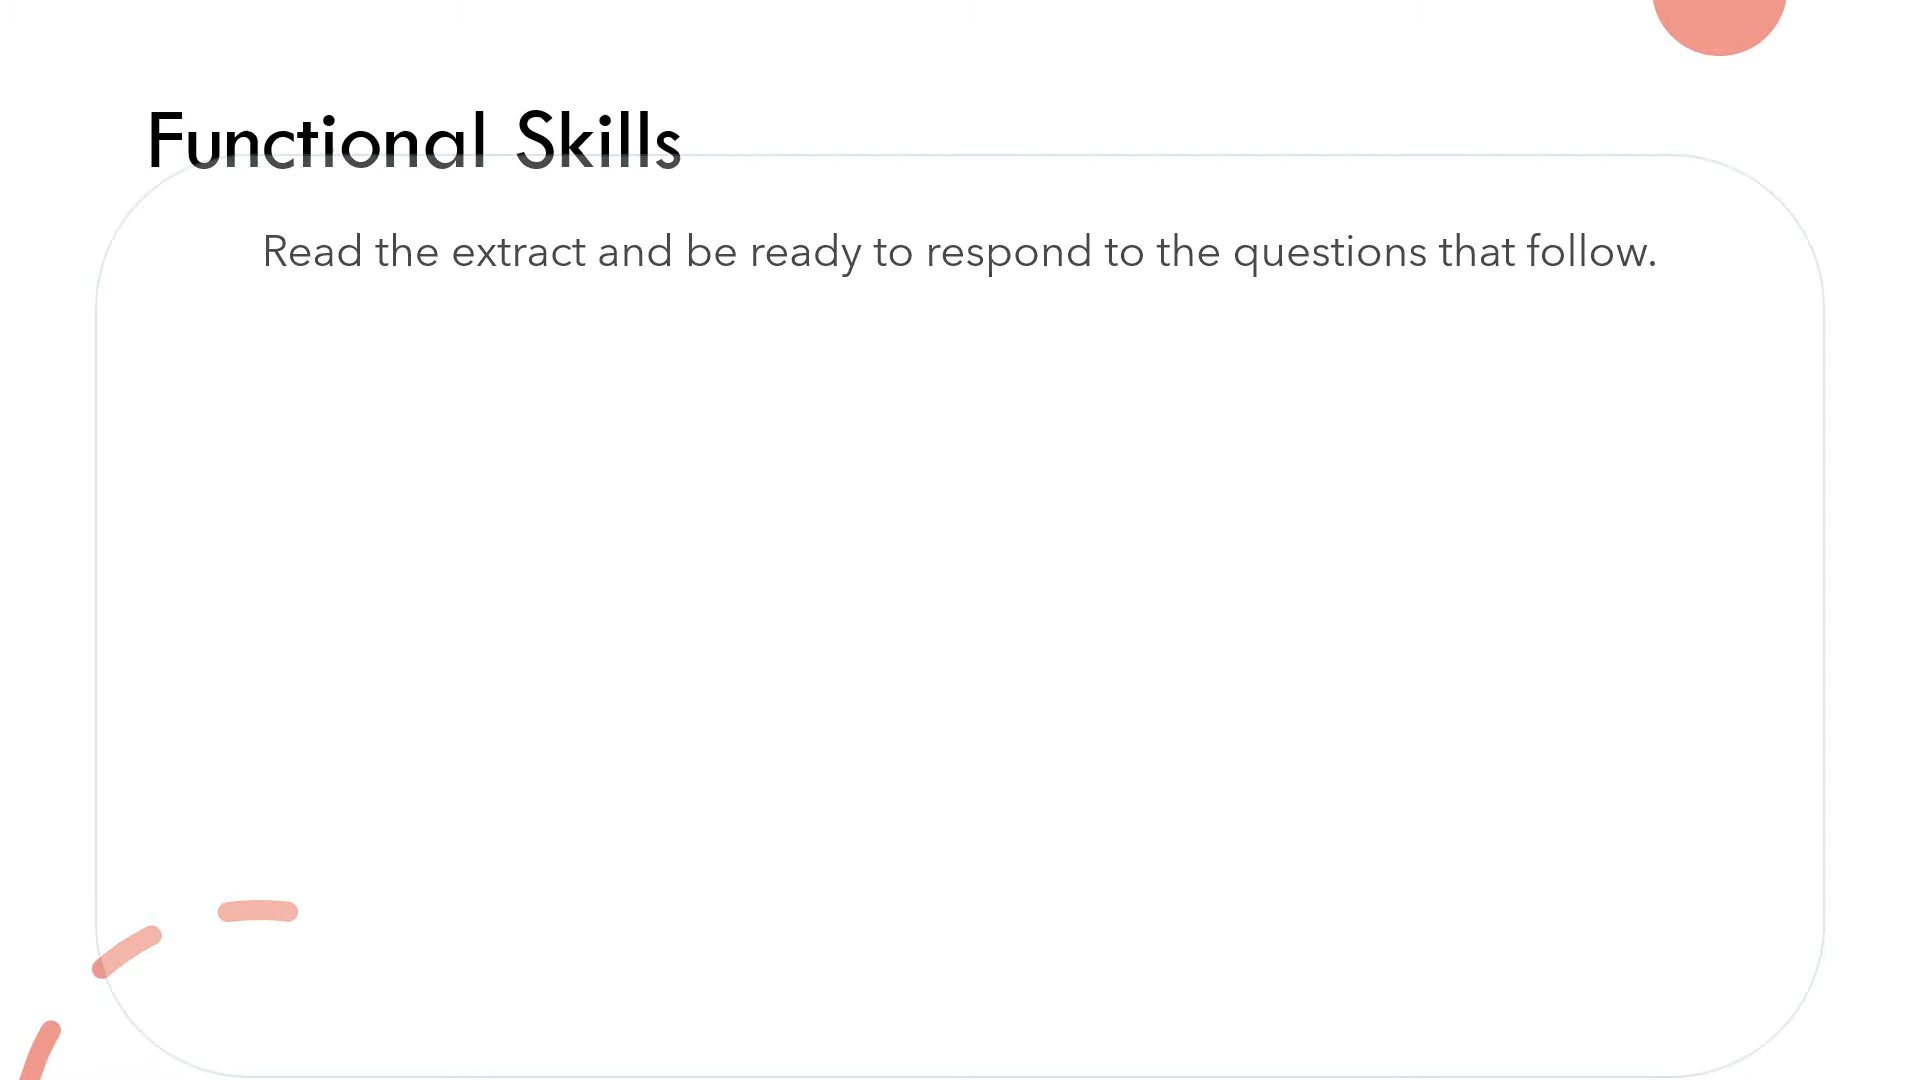 Functional Skills
Read the extract and be ready to respond to the questions that follow.